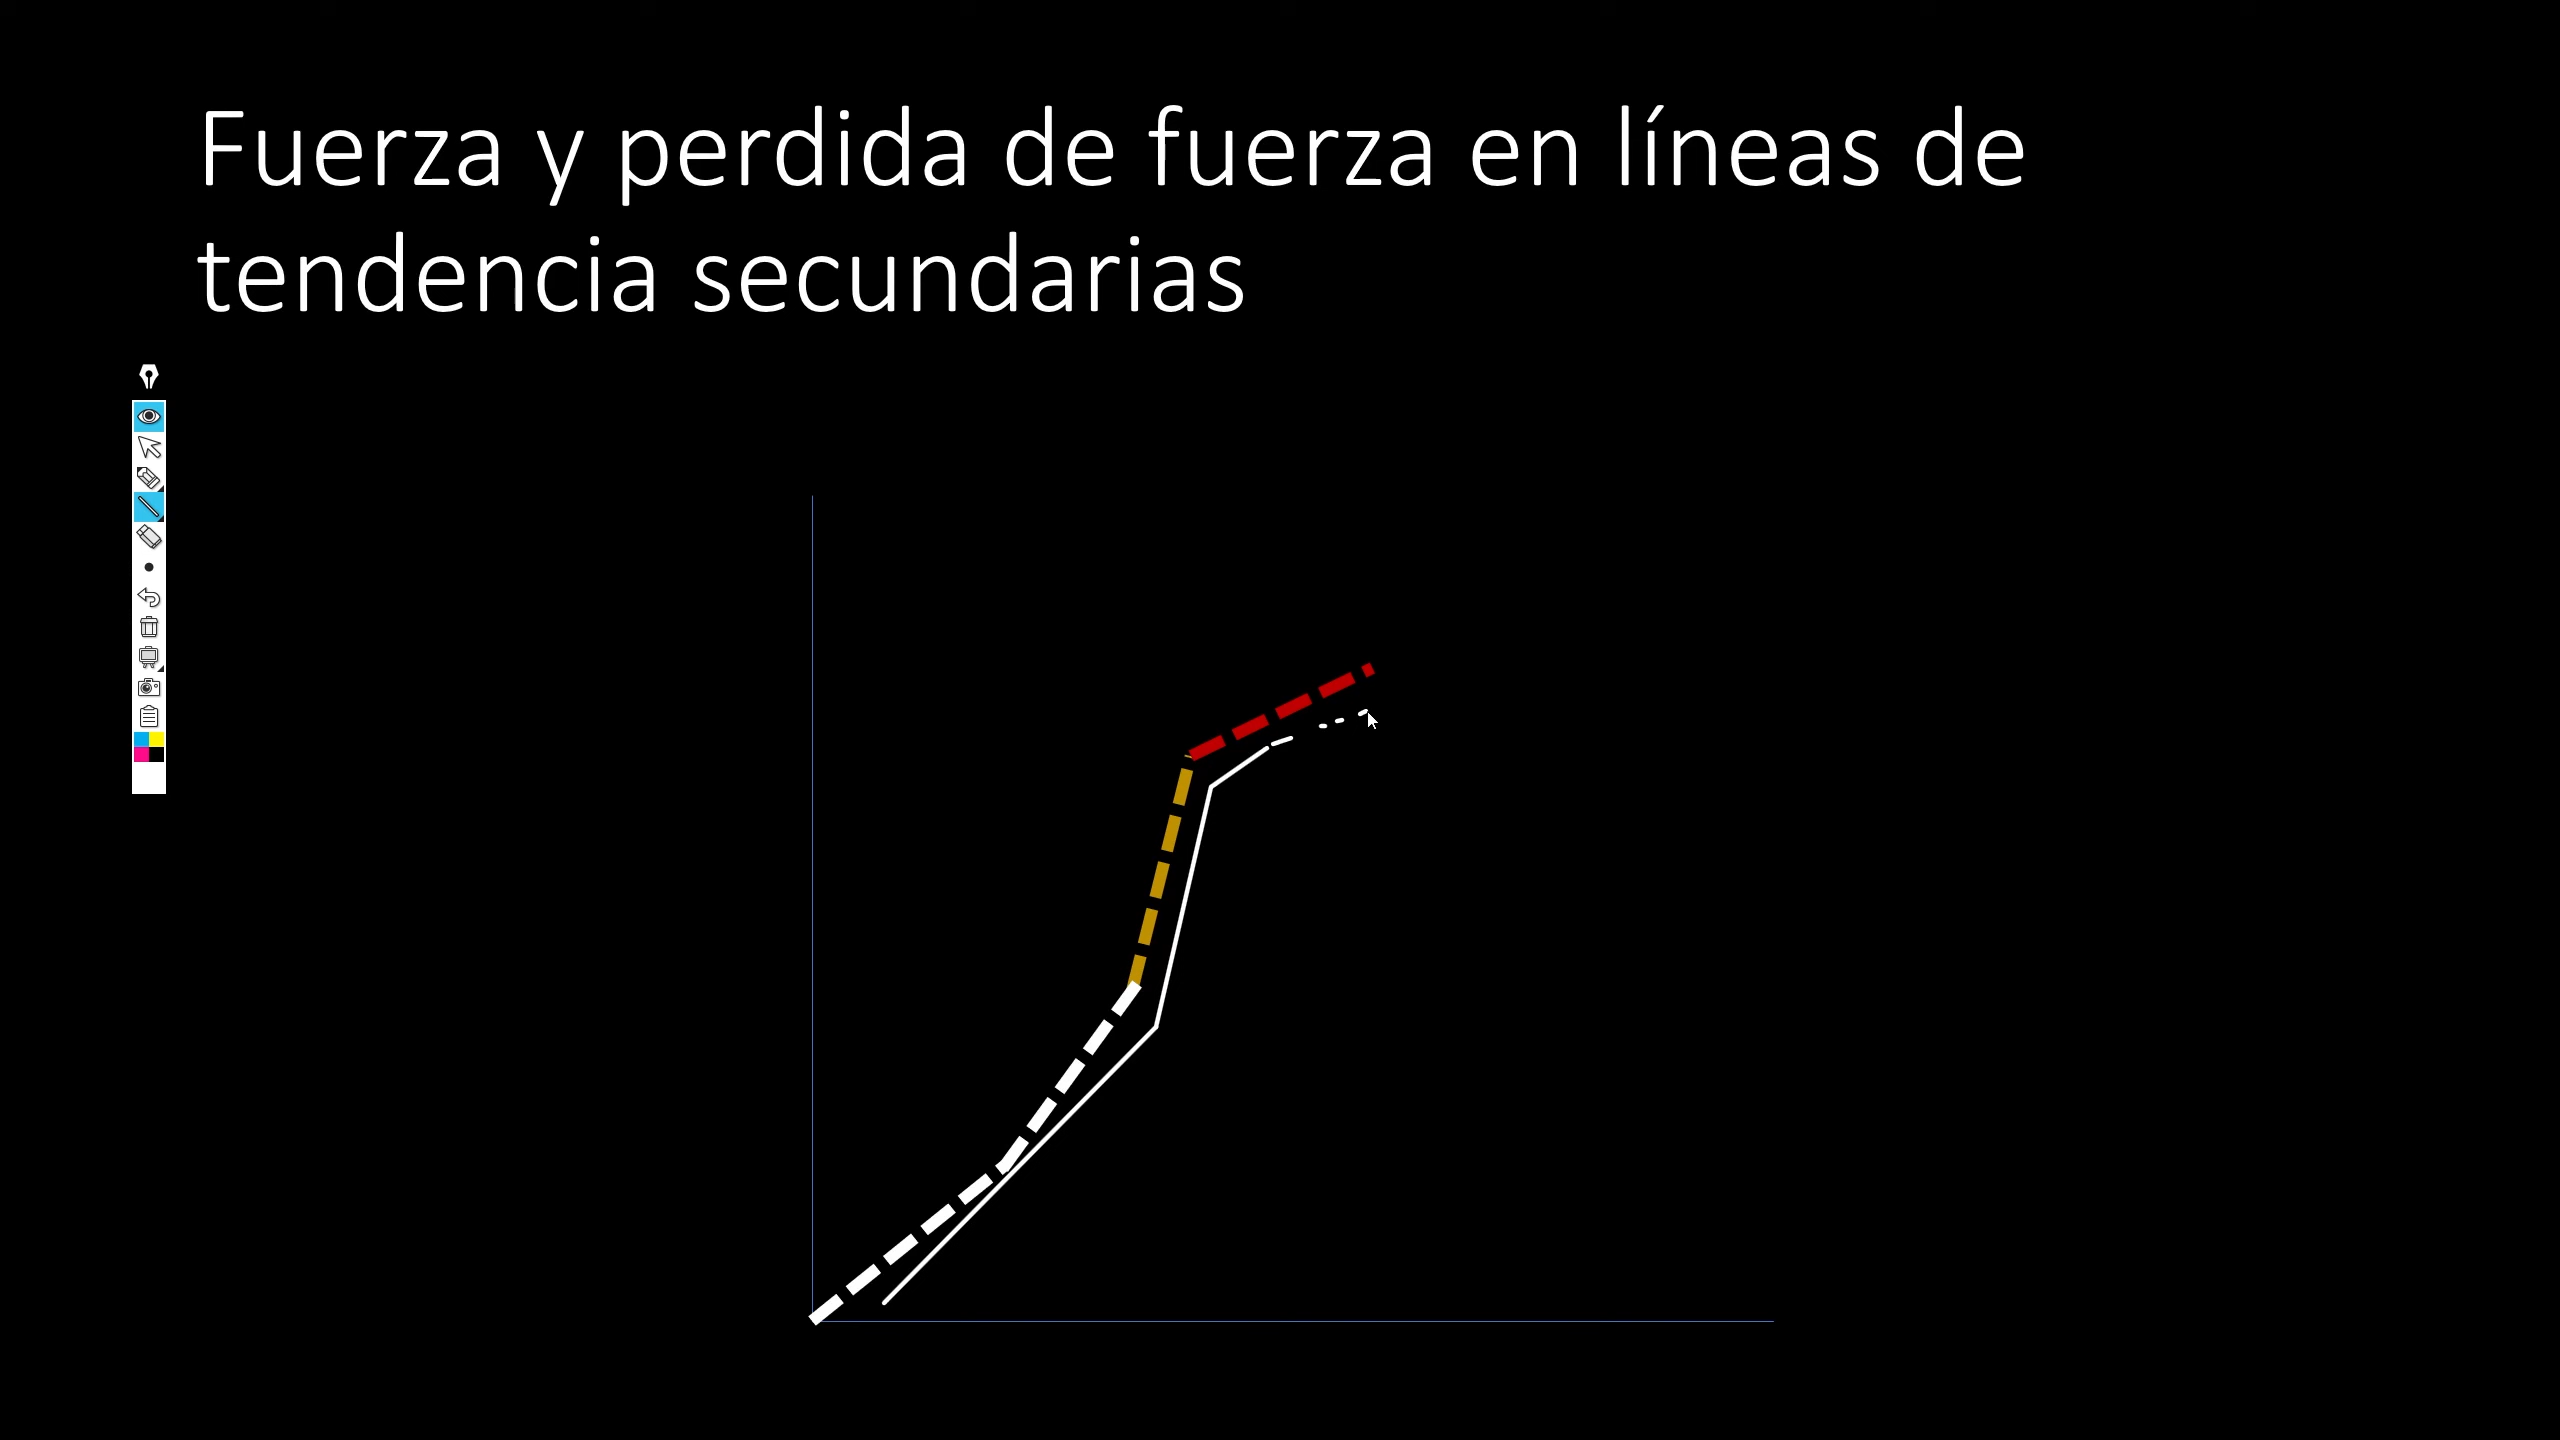 Fuerza y perdida de fuerza en líneas de
tendencia secundarias